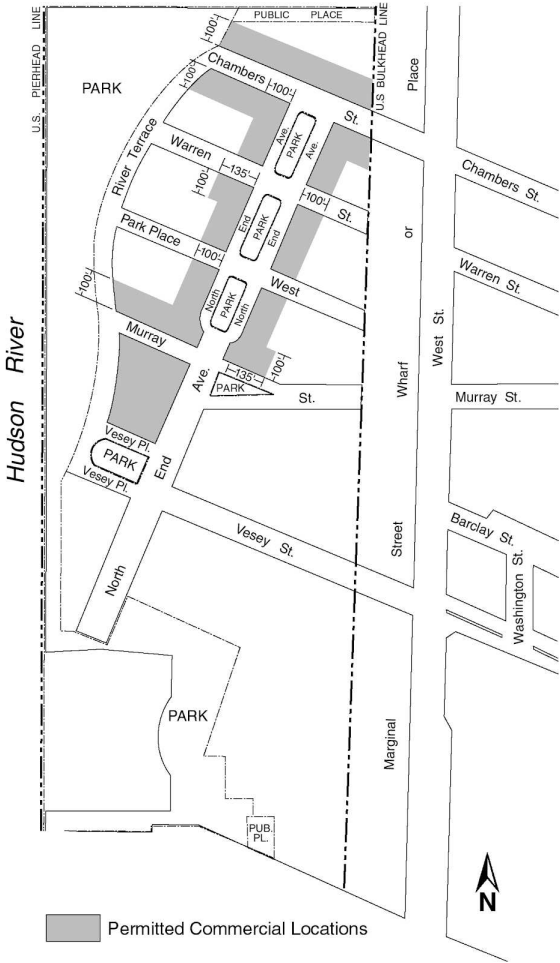 U.S. PIERHEAD LINE
PUBLIC PLACE
U.S BULKHEAD LINE
-100'-
PARK
Chambers
-100'-
St.
Place
-100'-
Ave.
PARK
Ave.
River Terrace
Warren
-135'-
-100'-
-100'-
St.
Chambers St.
Park Place
-100'-
End
PARK
End
or
Warren St.
-100'-
North
PARK
North
West
West St.
Hudson River
Murray
Ave.
-135'-
-100'-
PARK
St.
Wharf
Murray St.
Vesey Pl.
PARK
Vesey Pl.
End
Vesey St.
Street
Barclay St.
Washington St.
North
PARK
Marginal
PUB.
PL.
N
Permitted Commercial Locations